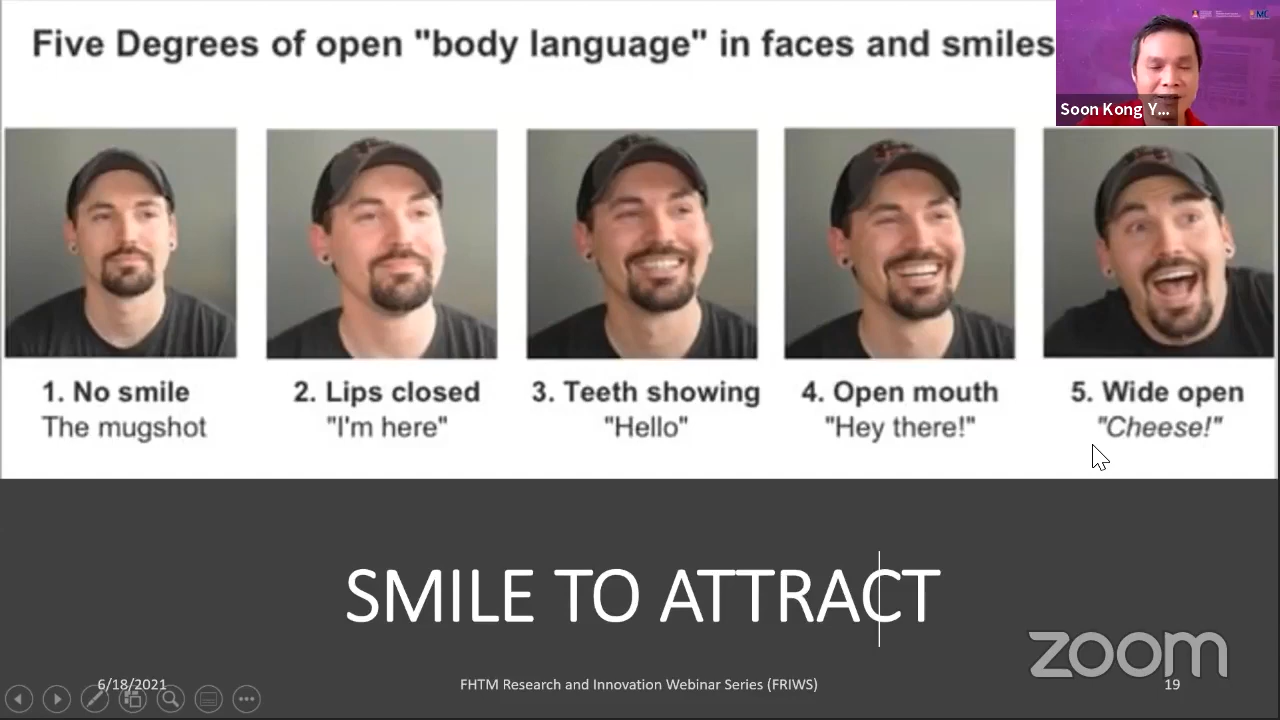 Five Degrees of open "body language" in faces and smiles
Soon Kong Y...
1. No smile
The mugshot
2. Lips closed
"I'm here"
3. Teeth showing
"Hello"
4. Open mouth
"Hey there!"
5. Wide open
"Cheese!"
SMILE TO ATTRACT
zoom
6/18/2021
FHTM Research and Innovation Webinar Series (FRIWS)
19